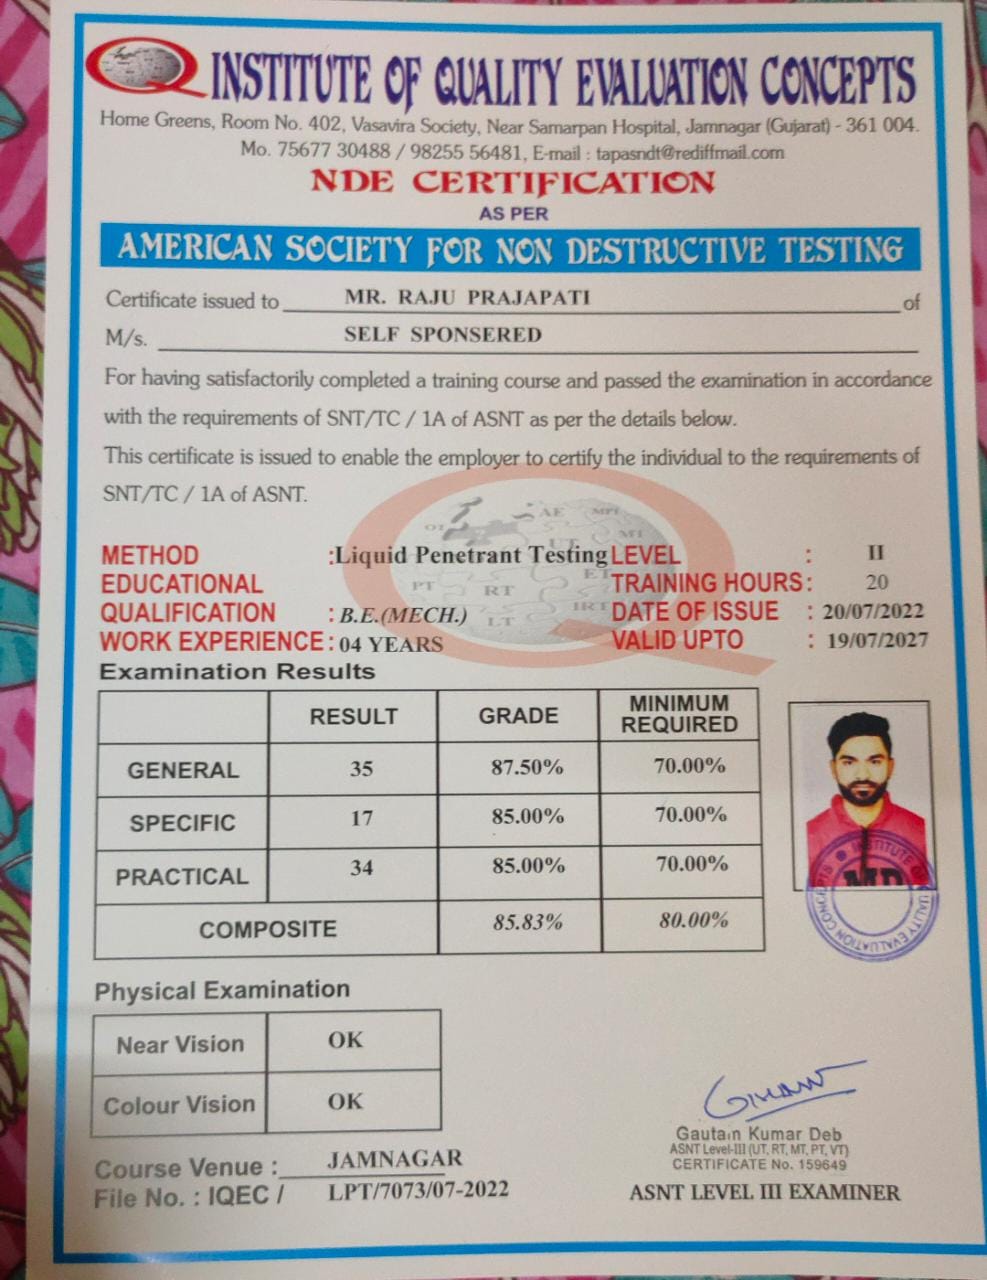 INSTITUTE OF QUALITY EVALUATION CONCEPTS
Home Greens, Room No. 402, Vasavira Society, Near Samarpan Hospital, Jamnagar (Gujarat) - 361 004.
Mo. 75677 30488 / 98255 56481, E-mail : tapasndt@rediffmail.com
NDE CERTIFICATION
AS PER
AMERICAN SOCIETY FOR NON DESTRUCTIVE TESTING
Certificate issued to MR. RAJU PRAJAPATI of
M/s. SELF SPONSERED
For having satisfactorily completed a training course and passed the examination in accordance
with the requirements of SNT/TC / 1A of ASNT as per the details below.
This certificate is issued to enable the employer to certify the individual to the requirements of
SNT/TC / 1A of ASNT.
AE MPI
UT MT
PT RT ET
LT IRT
METHOD :Liquid Penetrant Testing LEVEL : II
EDUCATIONAL TRAINING HOURS: 20
QUALIFICATION : B.E.(MECH.) DATE OF ISSUE : 20/07/2022
WORK EXPERIENCE: 04 YEARS VALID UPTO : 19/07/2027
Examination Results
RESULT GRADE MINIMUM REQUIRED
GENERAL 35 87.50% 70.00%
SPECIFIC 17 85.00% 70.00%
PRACTICAL 34 85.00% 70.00%
COMPOSITE 85.83% 80.00%
INSTITUTE OF QUALITY EVALUATION CONCEPTS
Physical Examination
Near Vision OK
Colour Vision OK
Gautam Kumar Deb
ASNT Level-III (UT, RT, MT, PT, VT)
CERTIFICATE No. 159649
ASNT LEVEL III EXAMINER
Course Venue : JAMNAGAR
File No. : IQEC / LPT/7073/07-2022